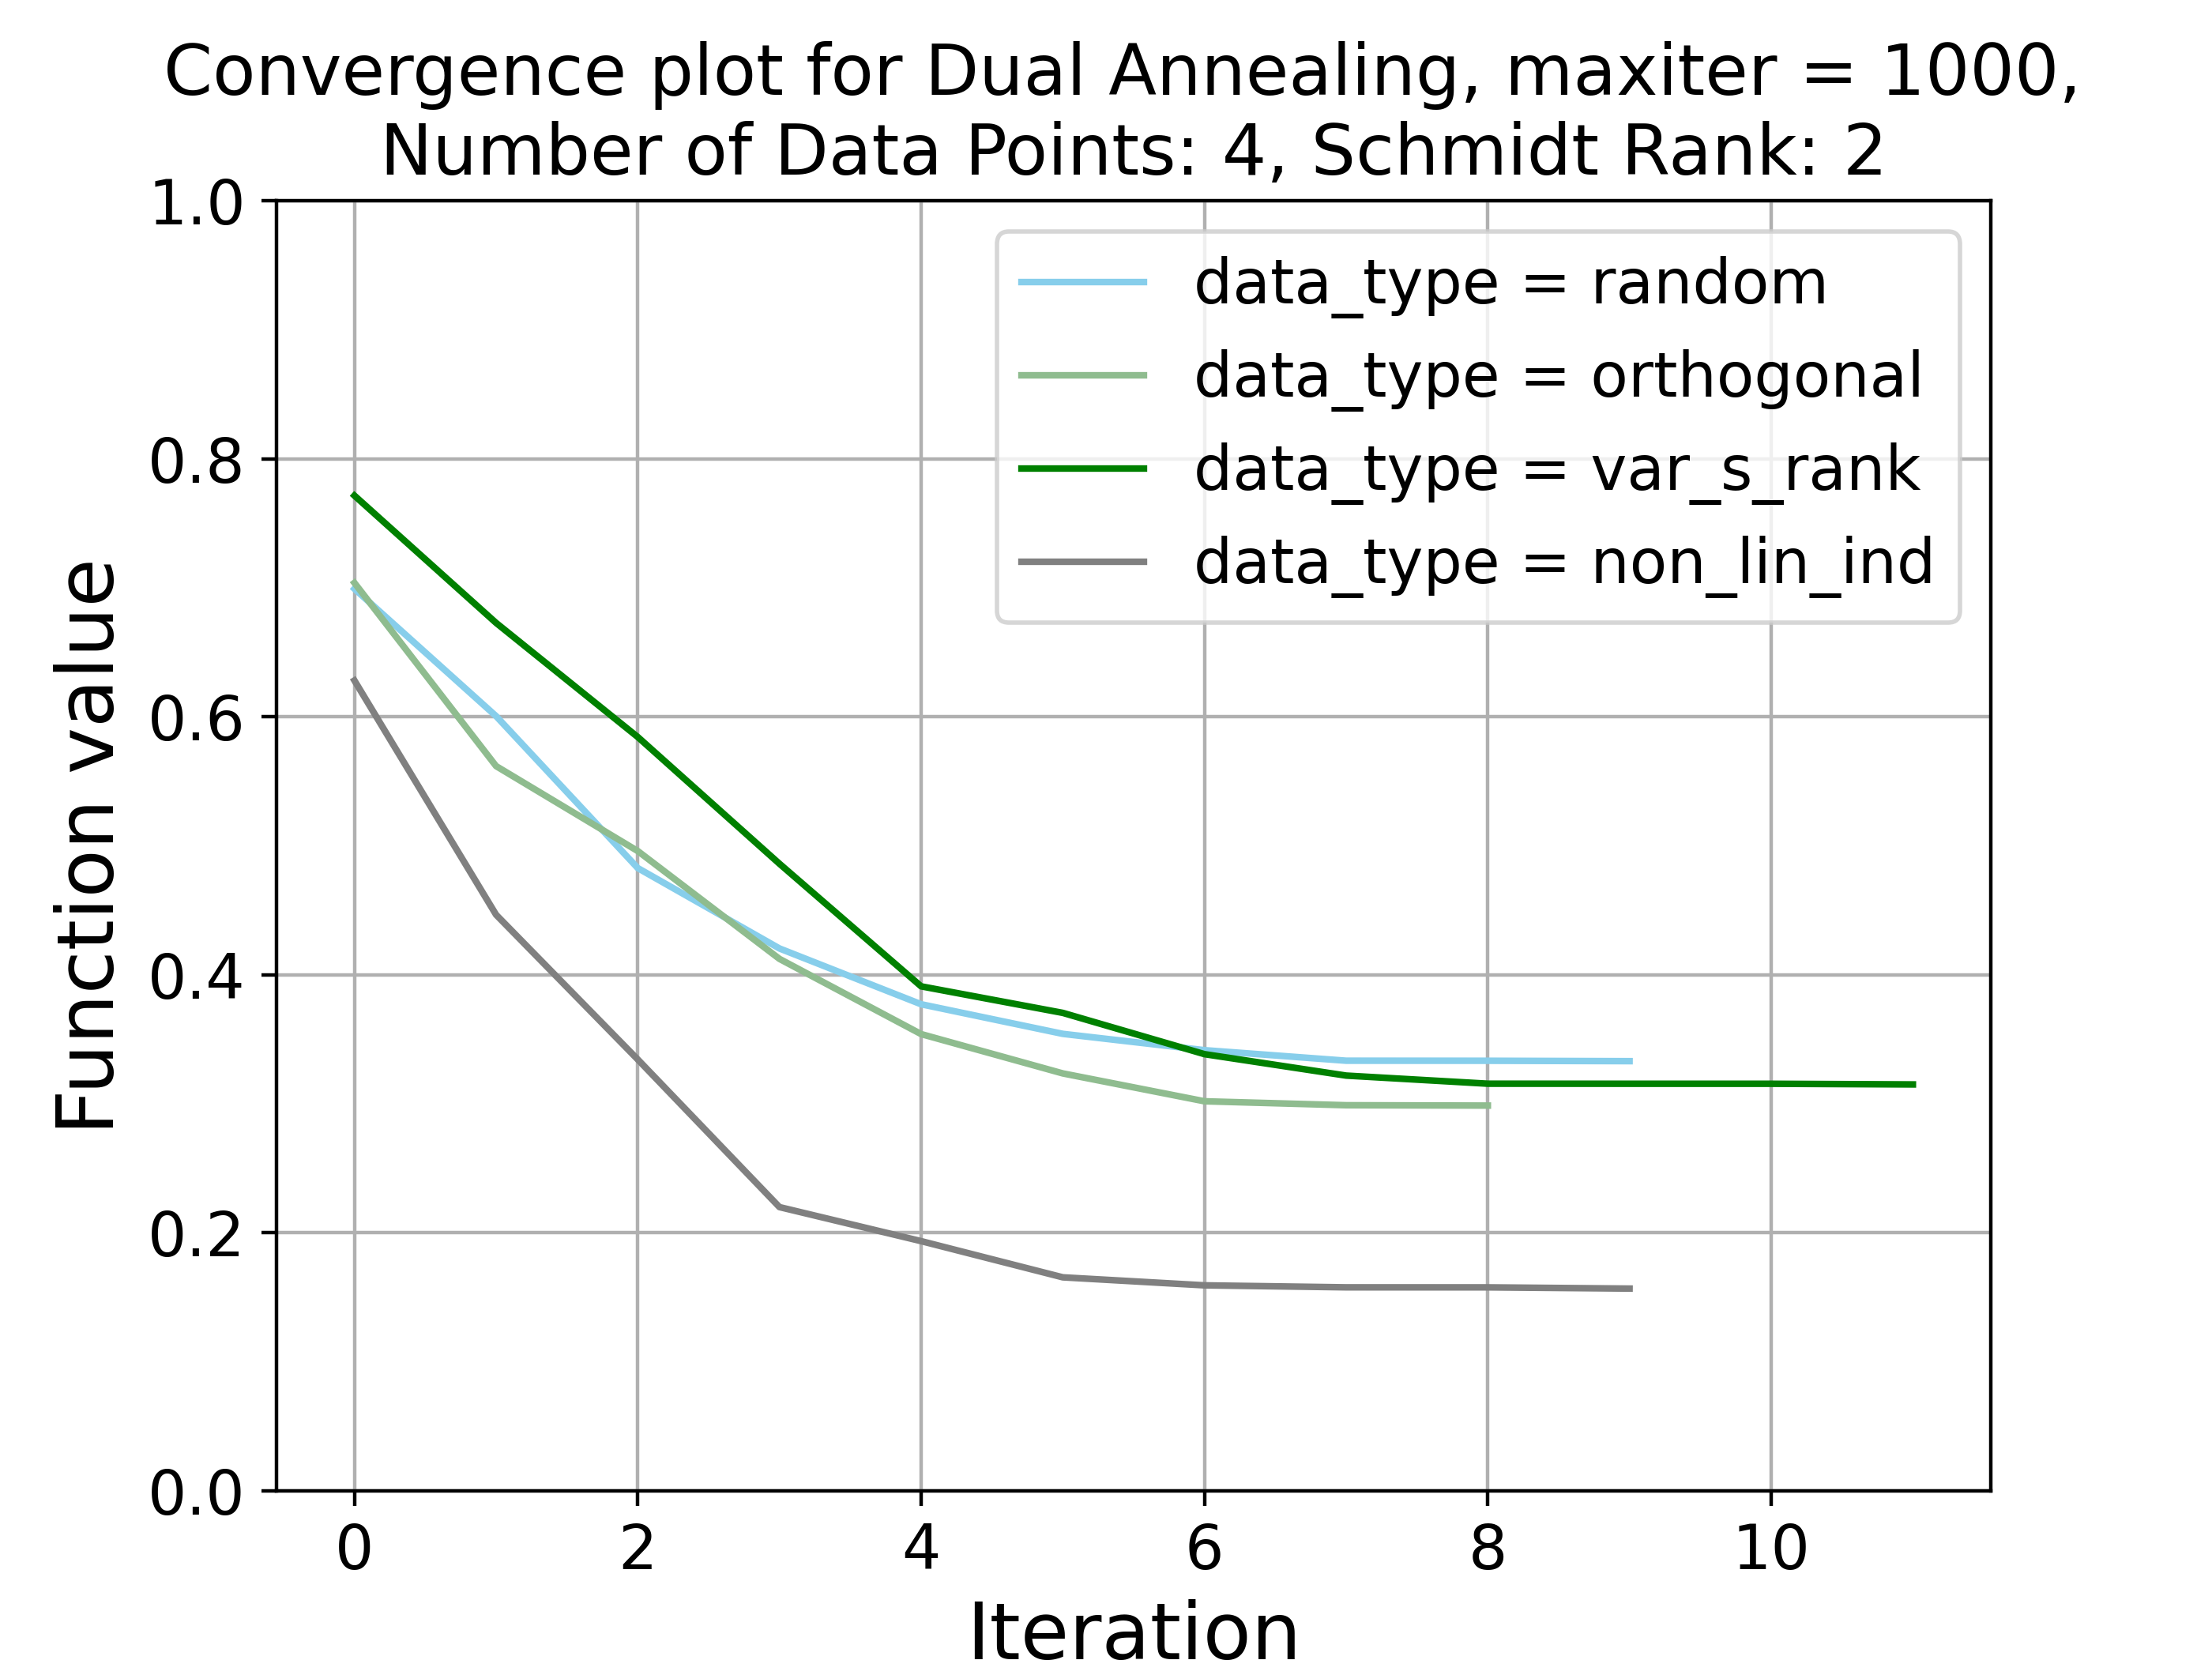 Convergence plot for Dual Annealing, maxiter = 1000,
Number of Data Points: 4, Schmidt Rank: 2
1.0
0.8
0.6
0.4
0.2
0.0
Function value
data_type = random
data_type = orthogonal
data_type = var_s_rank
data_type = non_lin_ind
0 2 4 6 8 10
Iteration